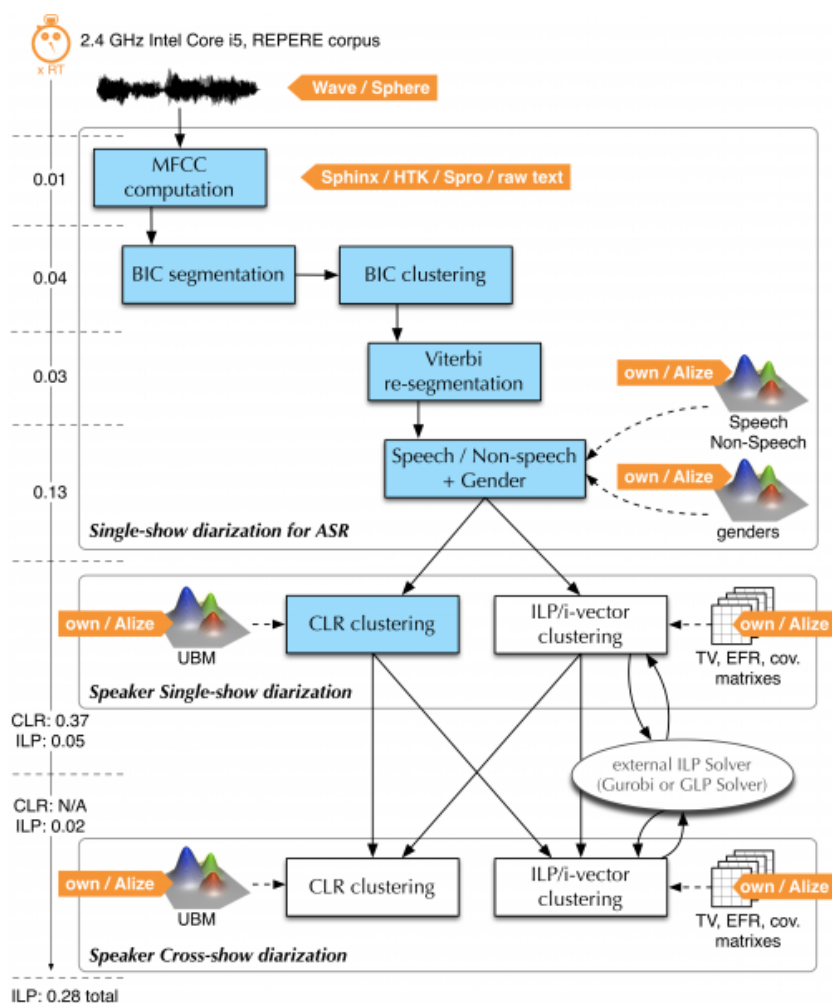 2.4 GHz Intel Core i5, REPERE corpus
x RT
Wave / Sphere
0.01
MFCC
computation
Sphinx / HTK / Spro / raw text
0.04
BIC segmentation
BIC clustering
0.03
Viterbi
re-segmentation
own / Alize
Speech
Non-Speech
0.13
Speech / Non-speech
+ Gender
own / Alize
genders
Single-show diarization for ASR
own / Alize
UBM
CLR clustering
ILP/i-vector
clustering
own / Alize
TV, EFR, cov.
matrixes
Speaker Single-show diarization
CLR: 0.37
ILP: 0.05
external ILP Solver
(Gurobi or GLP Solver)
CLR: N/A
ILP: 0.02
own / Alize
UBM
CLR clustering
ILP/i-vector
clustering
own / Alize
TV, EFR, cov.
matrixes
Speaker Cross-show diarization
ILP: 0.28 total